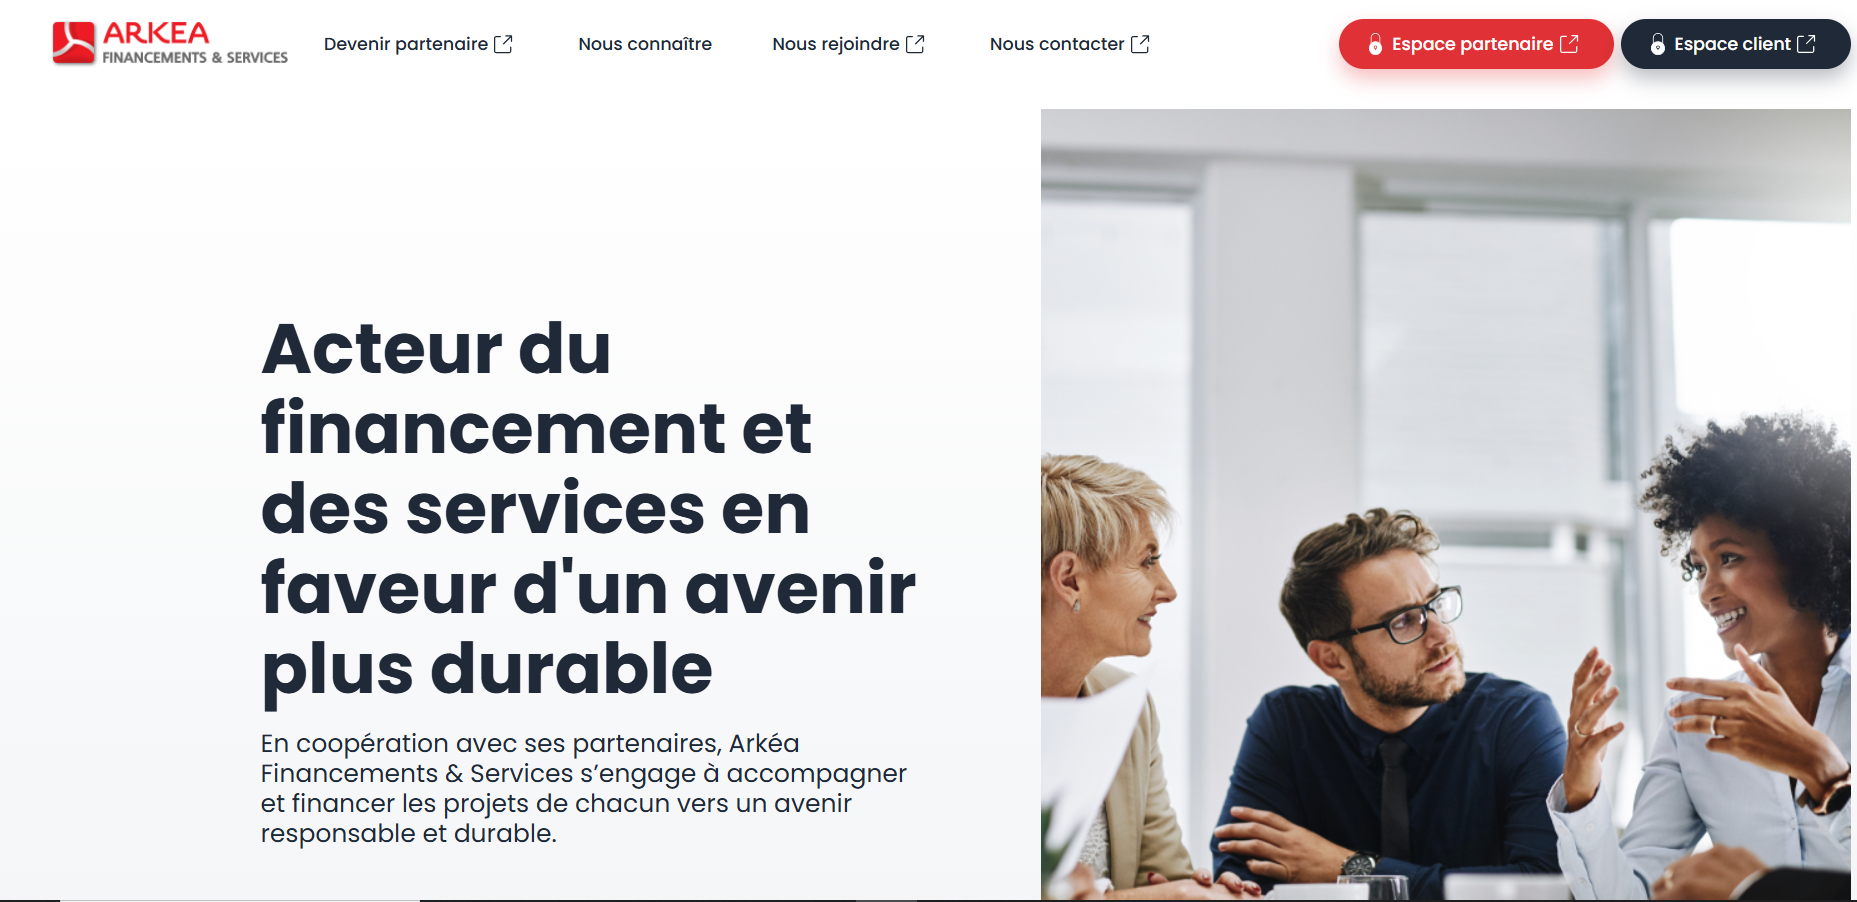 ARKEA
FINANCEMENTS & SERVICES
Devenir partenaire
Nous connaître
Nous rejoindre
Nous contacter
Espace partenaire
Espace client
Acteur du
financement et
des services en
faveur d'un avenir
plus durable
En coopération avec ses partenaires, Arkéa
Financements & Services s’engage à accompagner
et financer les projets de chacun vers un avenir
responsable et durable.